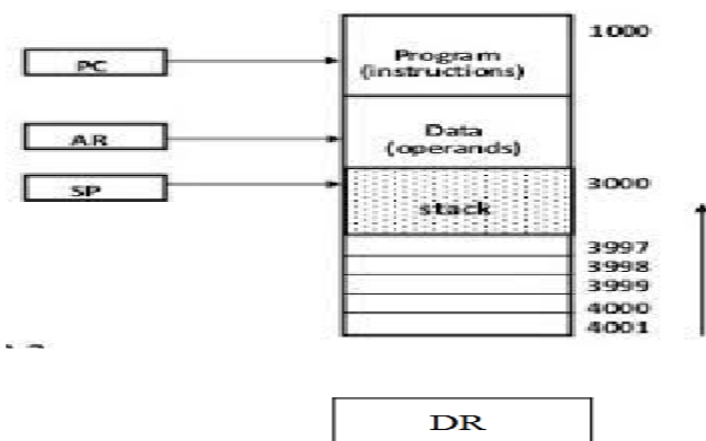 1000
Program
(instructions)
PC
Data
(operands)
AR
SP
3000
stack
3997
3998
3999
4000
4001
DR